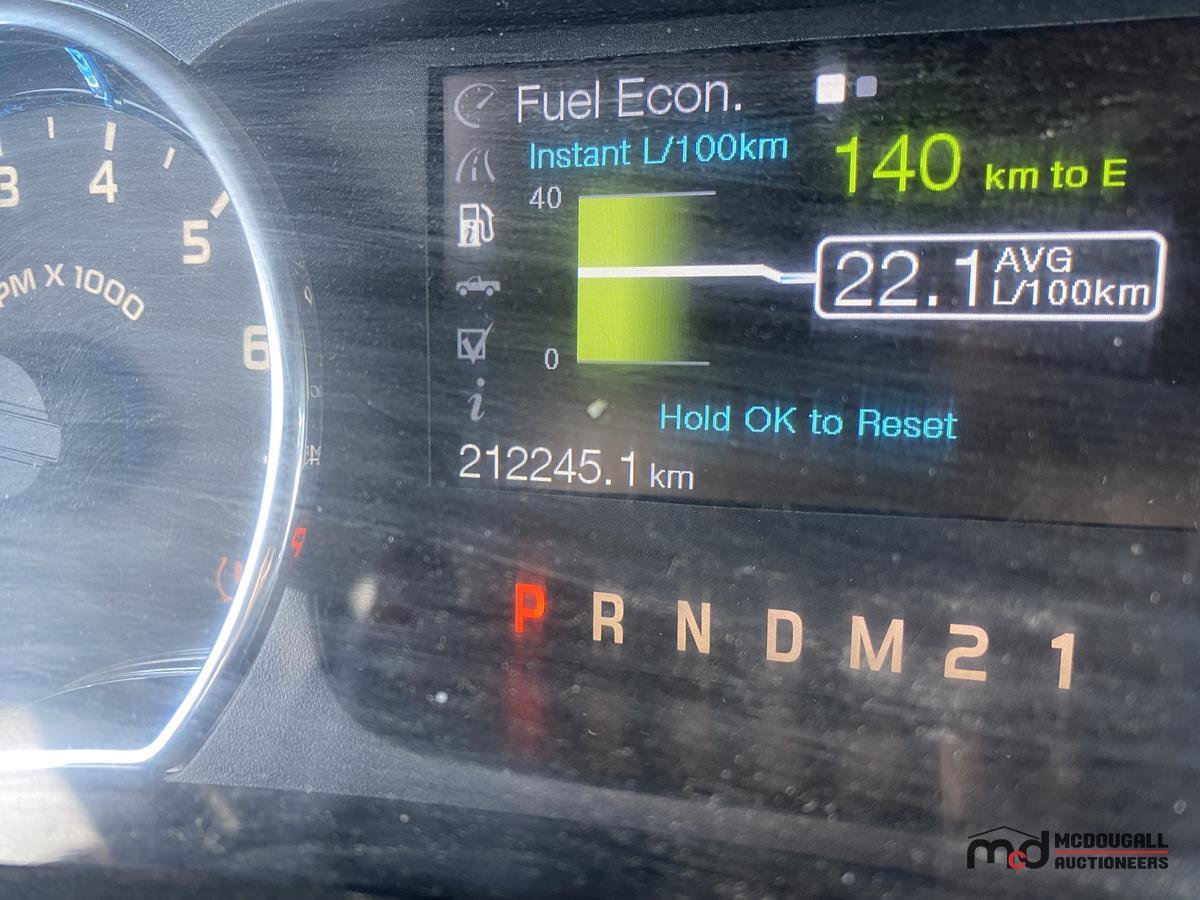 Fuel Econ.
Instant L/100km
140 km to E
40
22.1 AVG L/100km
0
Hold OK to Reset
212245.1 km
3 4 5 6
PM X 1000
P R N D M 2 1
mcd MCDOUGALL
AUCTIONEERS